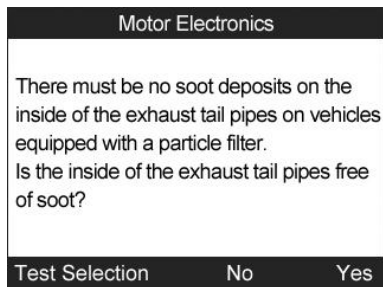 Motor Electronics
There must be no soot deposits on the
inside of the exhaust tail pipes on vehicles
equipped with a particle filter.
Is the inside of the exhaust tail pipes free
of soot?
Test Selection No Yes